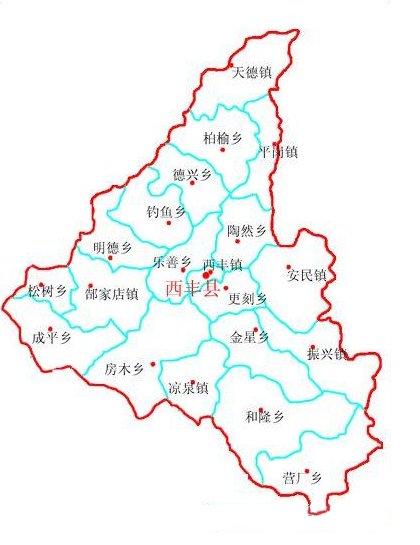 天德镇
柏榆乡
平岗镇
德兴乡
钓鱼乡
陶然乡
明德乡
乐善乡
西丰镇
安民镇
松树乡
郜家店镇
西丰县
更刻乡
成平乡
金星乡
振兴镇
房木乡
凉泉镇
和隆乡
营厂乡